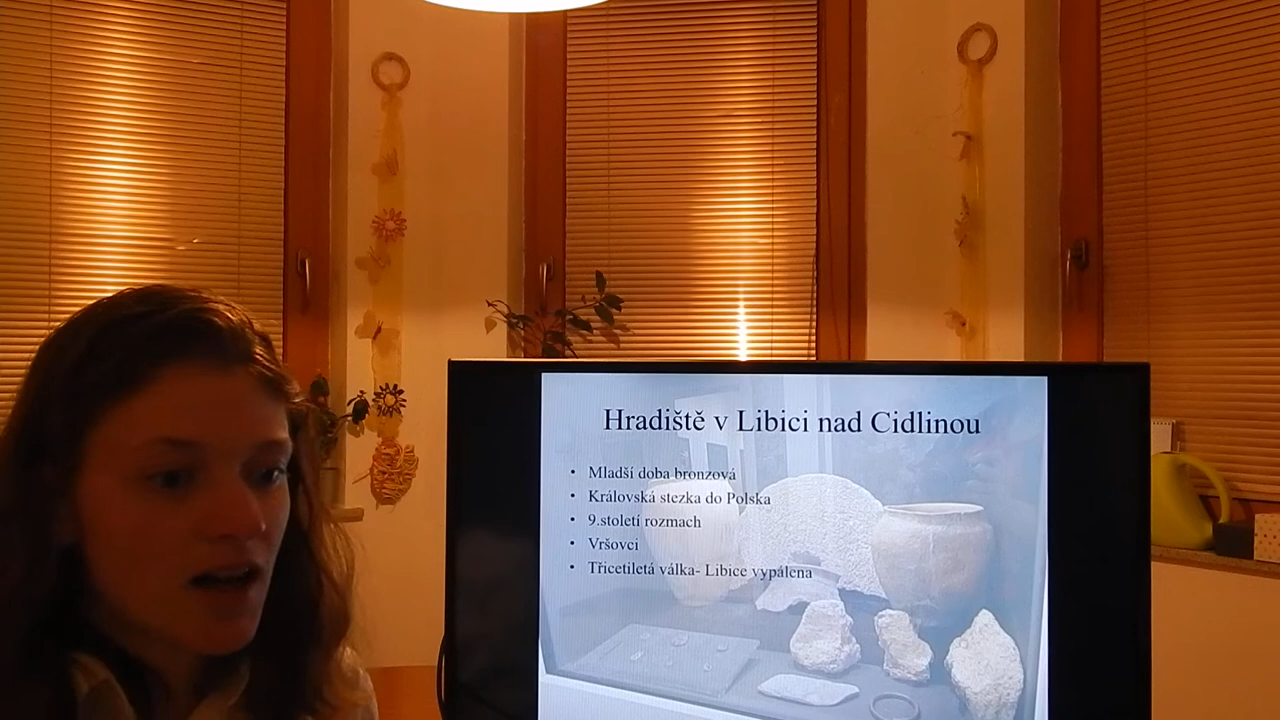 Hradiště v Libici nad Cidlinou
• Mladší doba bronzová
• Královská stezka do Polska
• 9.století rozmach
• Vršovci
• Třicetiletá válka- Libice vypálena